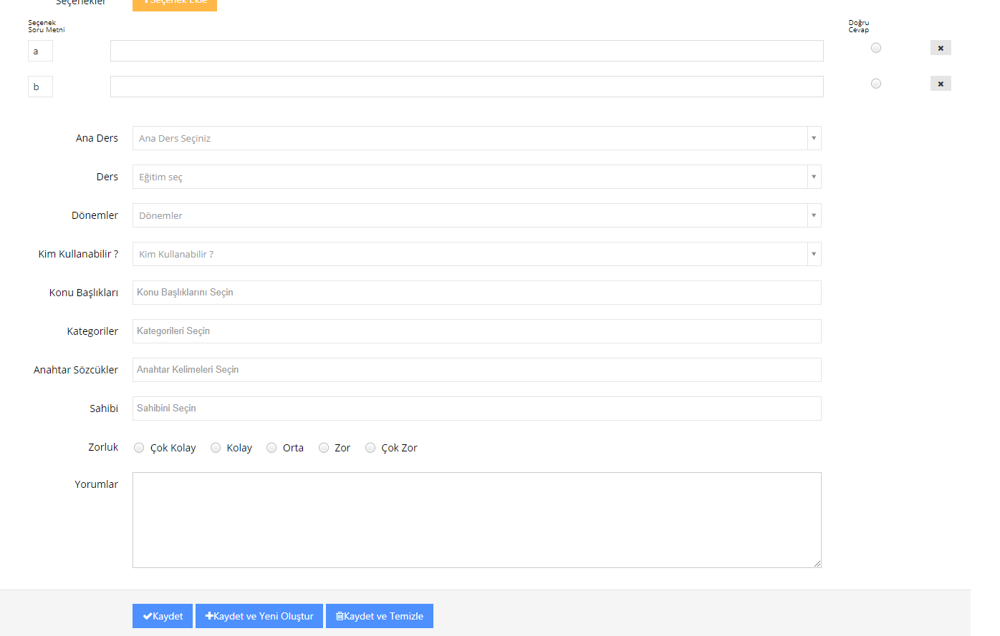 Seçenekler
Seçenek Ekle
Seçenek
Soru Metni
Doğru
Cevap
a
b
Ana Ders
Ana Ders Seçiniz
Ders
Eğitim seç
Dönemler
Dönemler
Kim Kullanabilir ?
Kim Kullanabilir ?
Konu Başlıkları
Konu Başlıklarını Seçin
Kategoriler
Kategorileri Seçin
Anahtar Sözcükler
Anahtar Kelimeleri Seçin
Sahibi
Sahibini Seçin
Zorluk Çok Kolay Kolay Orta Zor Çok Zor
Yorumlar
Kaydet Kaydet ve Yeni Oluştur Kaydet ve Temizle